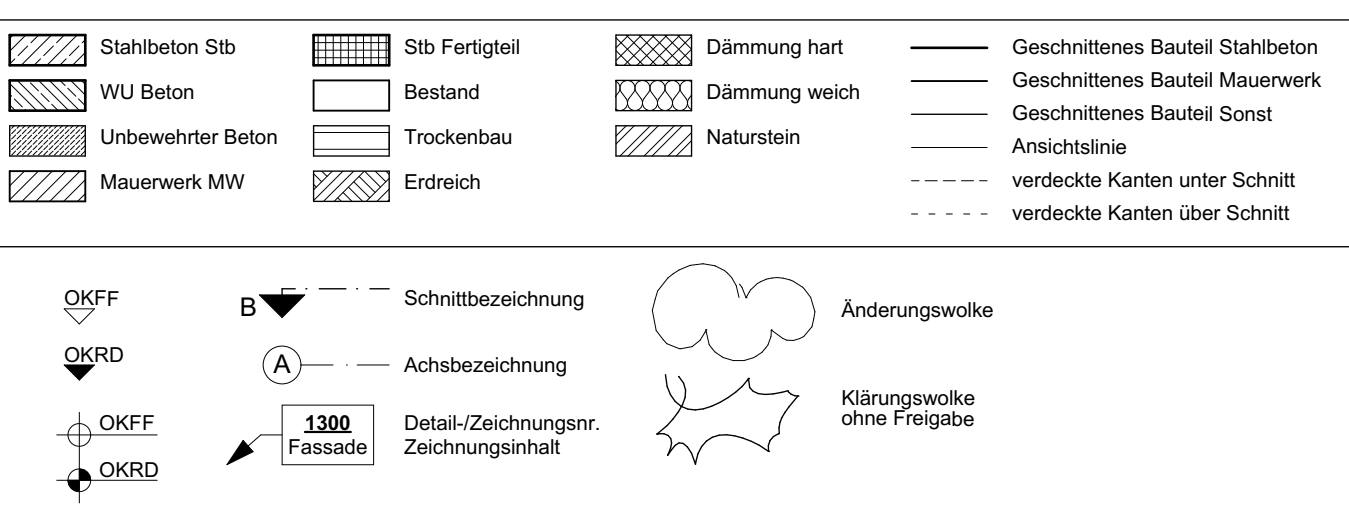 Stahlbeton Stb
WU Beton
Unbewehrter Beton
Mauerwerk MW
Stb Fertigteil
Bestand
Trockenbau
Erdreich
Dämmung hart
Dämmung weich
Naturstein
Geschnittenes Bauteil Stahlbeton
Geschnittenes Bauteil Mauerwerk
Geschnittenes Bauteil Sonst
Ansichtslinie
verdeckte Kanten unter Schnitt
verdeckte Kanten über Schnitt
OKFF
OKRD
OKFF
OKRD
B
Schnittbezeichnung
A
Achsbezeichnung
1300
Fassade
Detail-/Zeichnungsnr.
Zeichnungsinhalt
Änderungswolke
Klärungswolke
ohne Freigabe